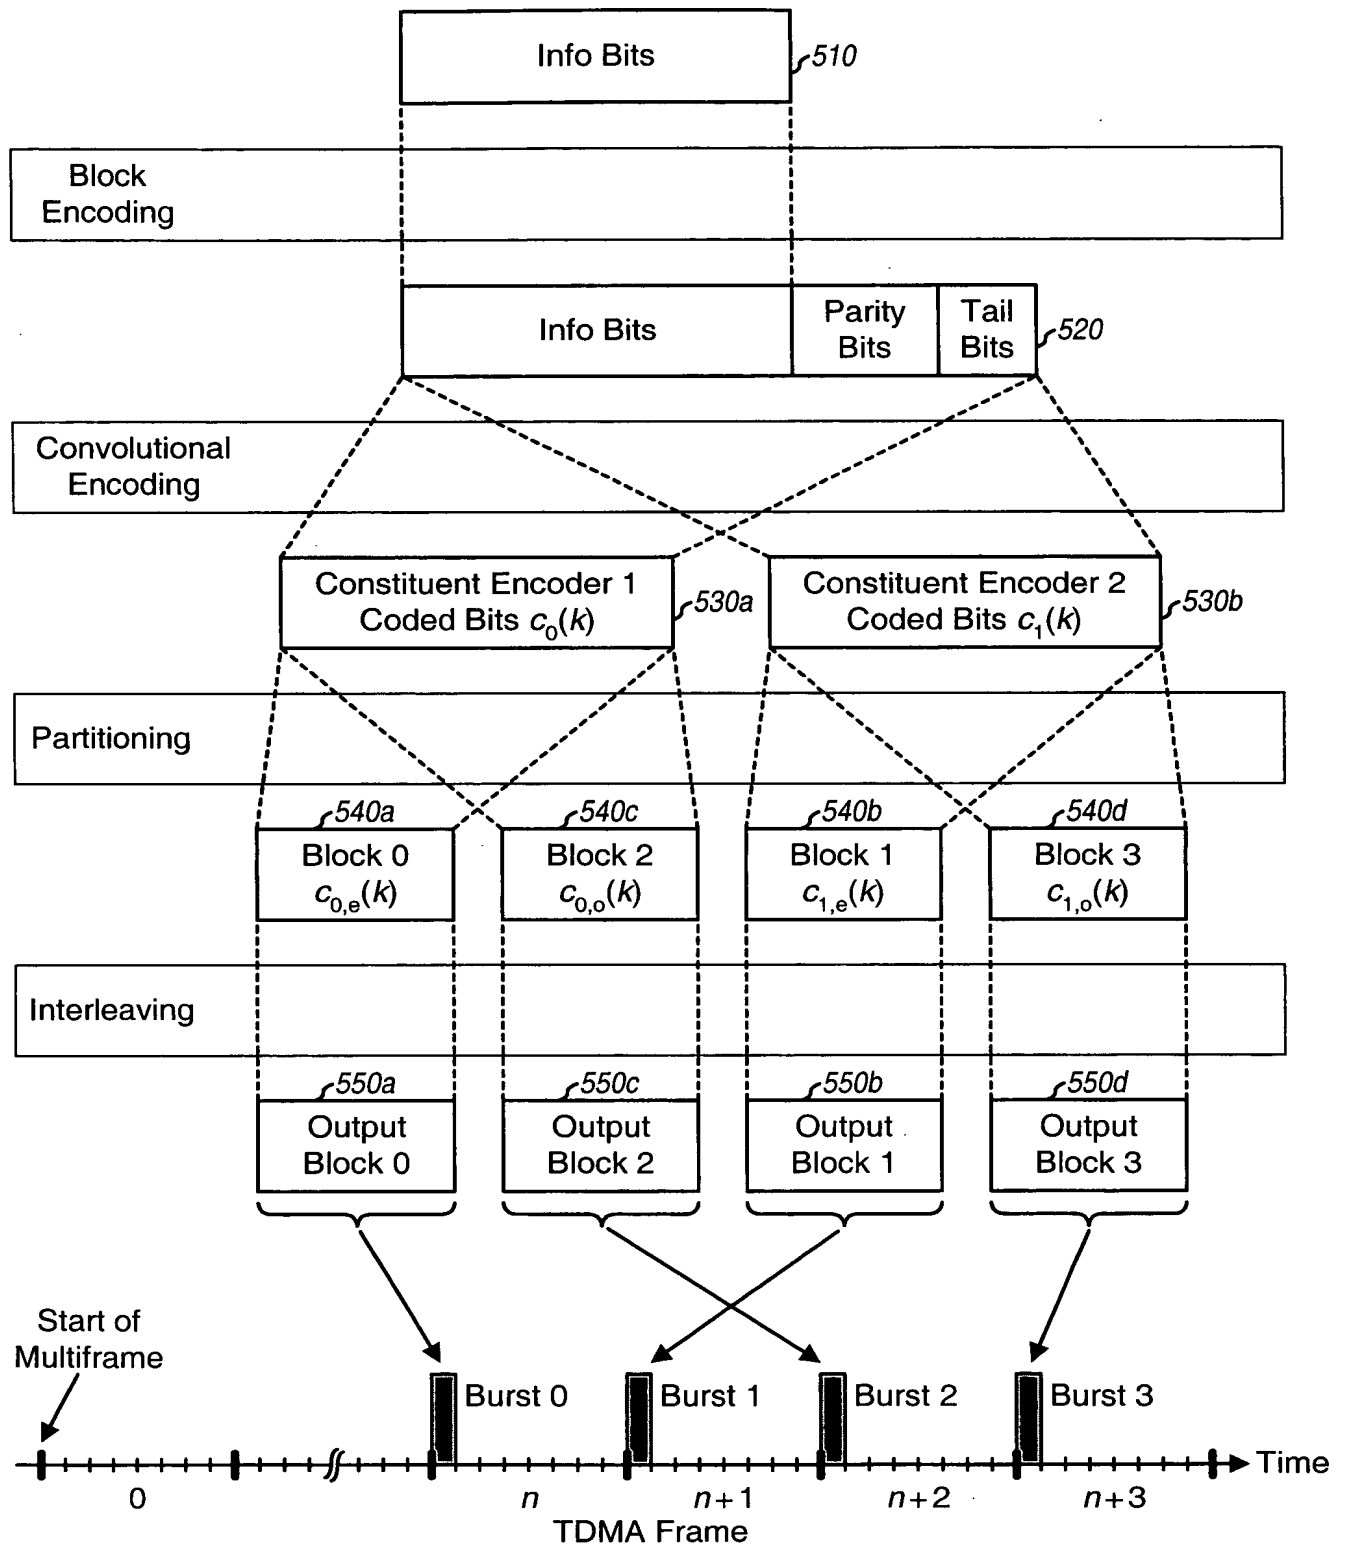 Info Bits
510
Block
Encoding
Info Bits
Parity
Bits
Tail
Bits
520
Convolutional
Encoding
Constituent Encoder 1
Coded Bits c0(k)
530a
Constituent Encoder 2
Coded Bits c1(k)
530b
Partitioning
540a
540c
540b
540d
Block 0
c0,e(k)
Block 2
c0,o(k)
Block 1
c1,e(k)
Block 3
c1,o(k)
Interleaving
550a
550c
550b
550d
Output
Block 0
Output
Block 2
Output
Block 1
Output
Block 3
Start of
Multiframe
Burst 0
Burst 1
Burst 2
Burst 3
Time
0
n
n+1
n+2
n+3
TDMA Frame